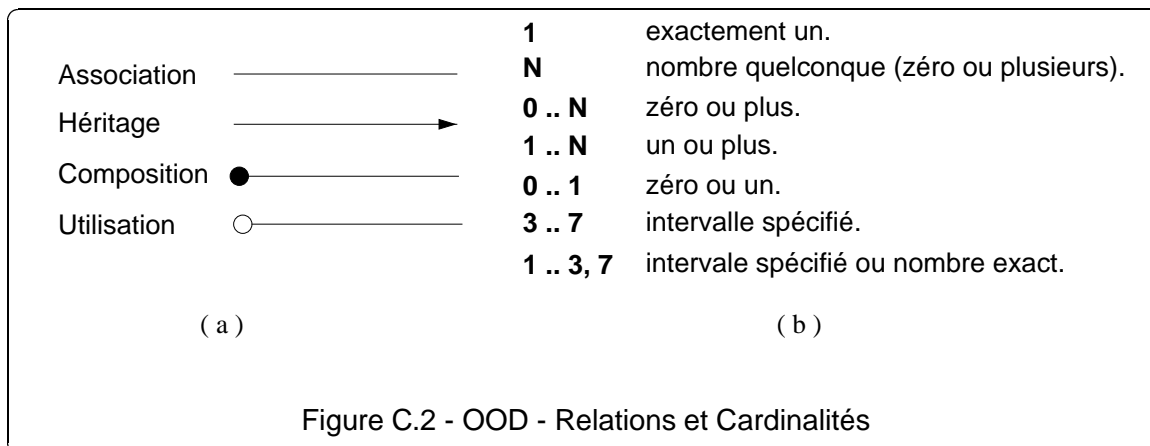 Association
Héritage
Composition
Utilisation
( a )
1 exactement un.
N nombre quelconque (zéro ou plusieurs).
0 .. N zéro ou plus.
1 .. N un ou plus.
0 .. 1 zéro ou un.
3 .. 7 intervalle spécifié.
1 .. 3, 7 intervale spécifié ou nombre exact.
( b )
Figure C.2 - OOD - Relations et Cardinalités